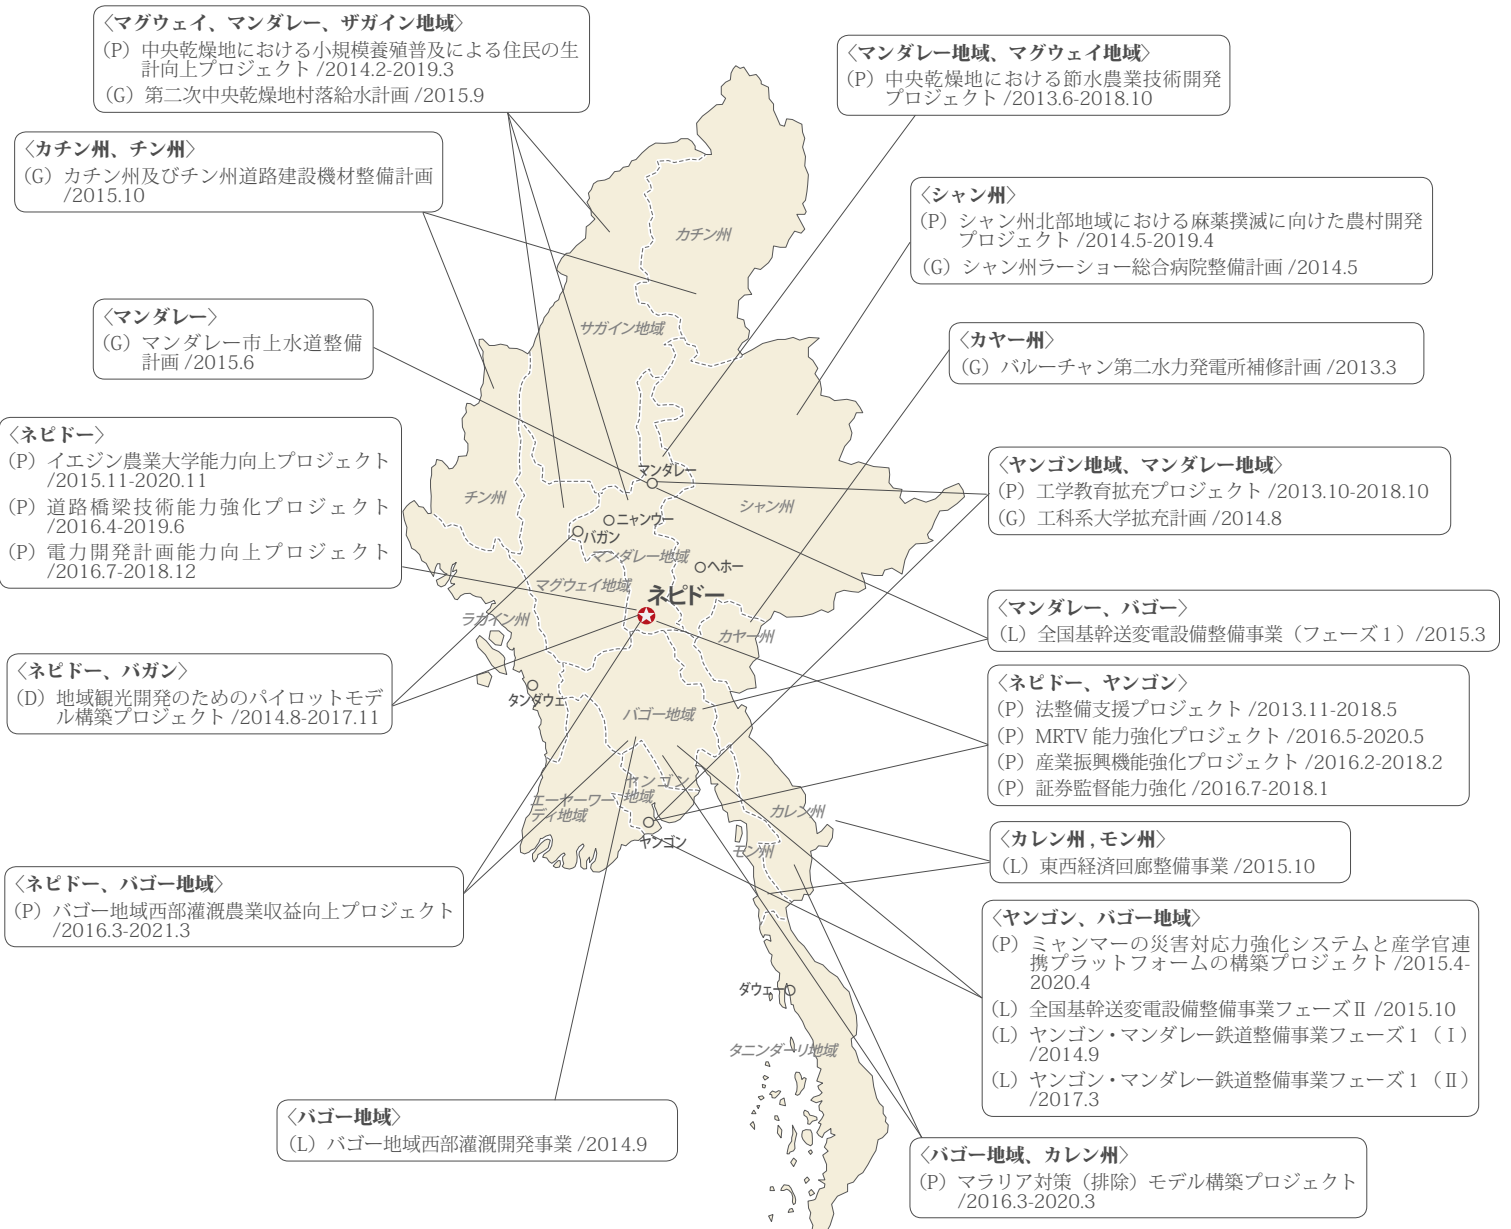 〈マグウェイ、マンダレー、ザガイン地域〉
(P) 中央乾燥地における小規模養殖普及による住民の生
計向上プロジェクト /2014.2-2019.3
(G) 第二次中央乾燥地村落給水計画 /2015.9
〈マンダレー地域、マグウェイ地域〉
(P) 中央乾燥地における節水農業技術開発
プロジェクト /2013.6-2018.10
〈カチン州、チン州〉
(G) カチン州及びチン州道路建設機材整備計画
/2015.10
〈シャン州〉
(P) シャン州北部地域における麻薬撲滅に向けた農村開発
プロジェクト /2014.5-2019.4
(G) シャン州ラーショー総合病院整備計画 /2014.5
〈マンダレー〉
(G) マンダレー市上水道整備
計画 /2015.6
〈カヤー州〉
(G) バルーチャン第二水力発電所補修計画 /2013.3
〈ネピドー〉
(P) イエジン農業大学能力向上プロジェクト
/2015.11-2020.11
(P) 道路橋梁技術能力強化プロジェクト
/2016.4-2019.6
(P) 電力開発計画能力向上プロジェクト
/2016.7-2018.12
〈ヤンゴン地域、マンダレー地域〉
(P) 工学教育拡充プロジェクト /2013.10-2018.10
(G) 工科系大学拡充計画 /2014.8
〈マンダレー、バゴー〉
(L) 全国基幹送変電設備整備事業（フェーズ 1 ）/2015.3
〈ネピドー、バガン〉
(D) 地域観光開発のためのパイロットモデ
ル構築プロジェクト /2014.8-2017.11
〈ネピドー、ヤンゴン〉
(P) 法整備支援プロジェクト /2013.11-2018.5
(P) MRTV 能力強化プロジェクト /2016.5-2020.5
(P) 産業振興機能強化プロジェクト /2016.2-2018.2
(P) 証券監督能力強化 /2016.7-2018.1
〈カレン州 , モン州〉
(L) 東西経済回廊整備事業 /2015.10
〈ネピドー、バゴー地域〉
(P) バゴー地域西部灌漑農業収益向上プロジェクト
/2016.3-2021.3
〈ヤンゴン、バゴー地域〉
(P) ミャンマーの災害対応力強化システムと産学官連
携プラットフォームの構築プロジェクト /2015.4-
2020.4
(L) 全国基幹送変電設備整備事業フェーズⅡ /2015.10
(L) ヤンゴン・マンダレー鉄道整備事業フェーズ 1 （Ⅰ）
/2014.9
(L) ヤンゴン・マンダレー鉄道整備事業フェーズ 1 （Ⅱ）
/2017.3
〈バゴー地域〉
(L) バゴー地域西部灌漑開発事業 /2014.9
〈バゴー地域、カレン州〉
(P) マラリア対策（排除）モデル構築プロジェクト
/2016.3-2020.3
カチン州
サガイン地域
マンダレー
チン州
シャン州
ニャンウー
バガン
マンダレー地域
ヘホー
マグウェイ地域
ネピドー
ラカイン州
カヤー州
タンダウェ
バゴー地域
ヤンゴン
地域
エーヤーワー
ディ地域
カレン州
ヤンゴン
モン州
ダウェー
タニンダーリ地域